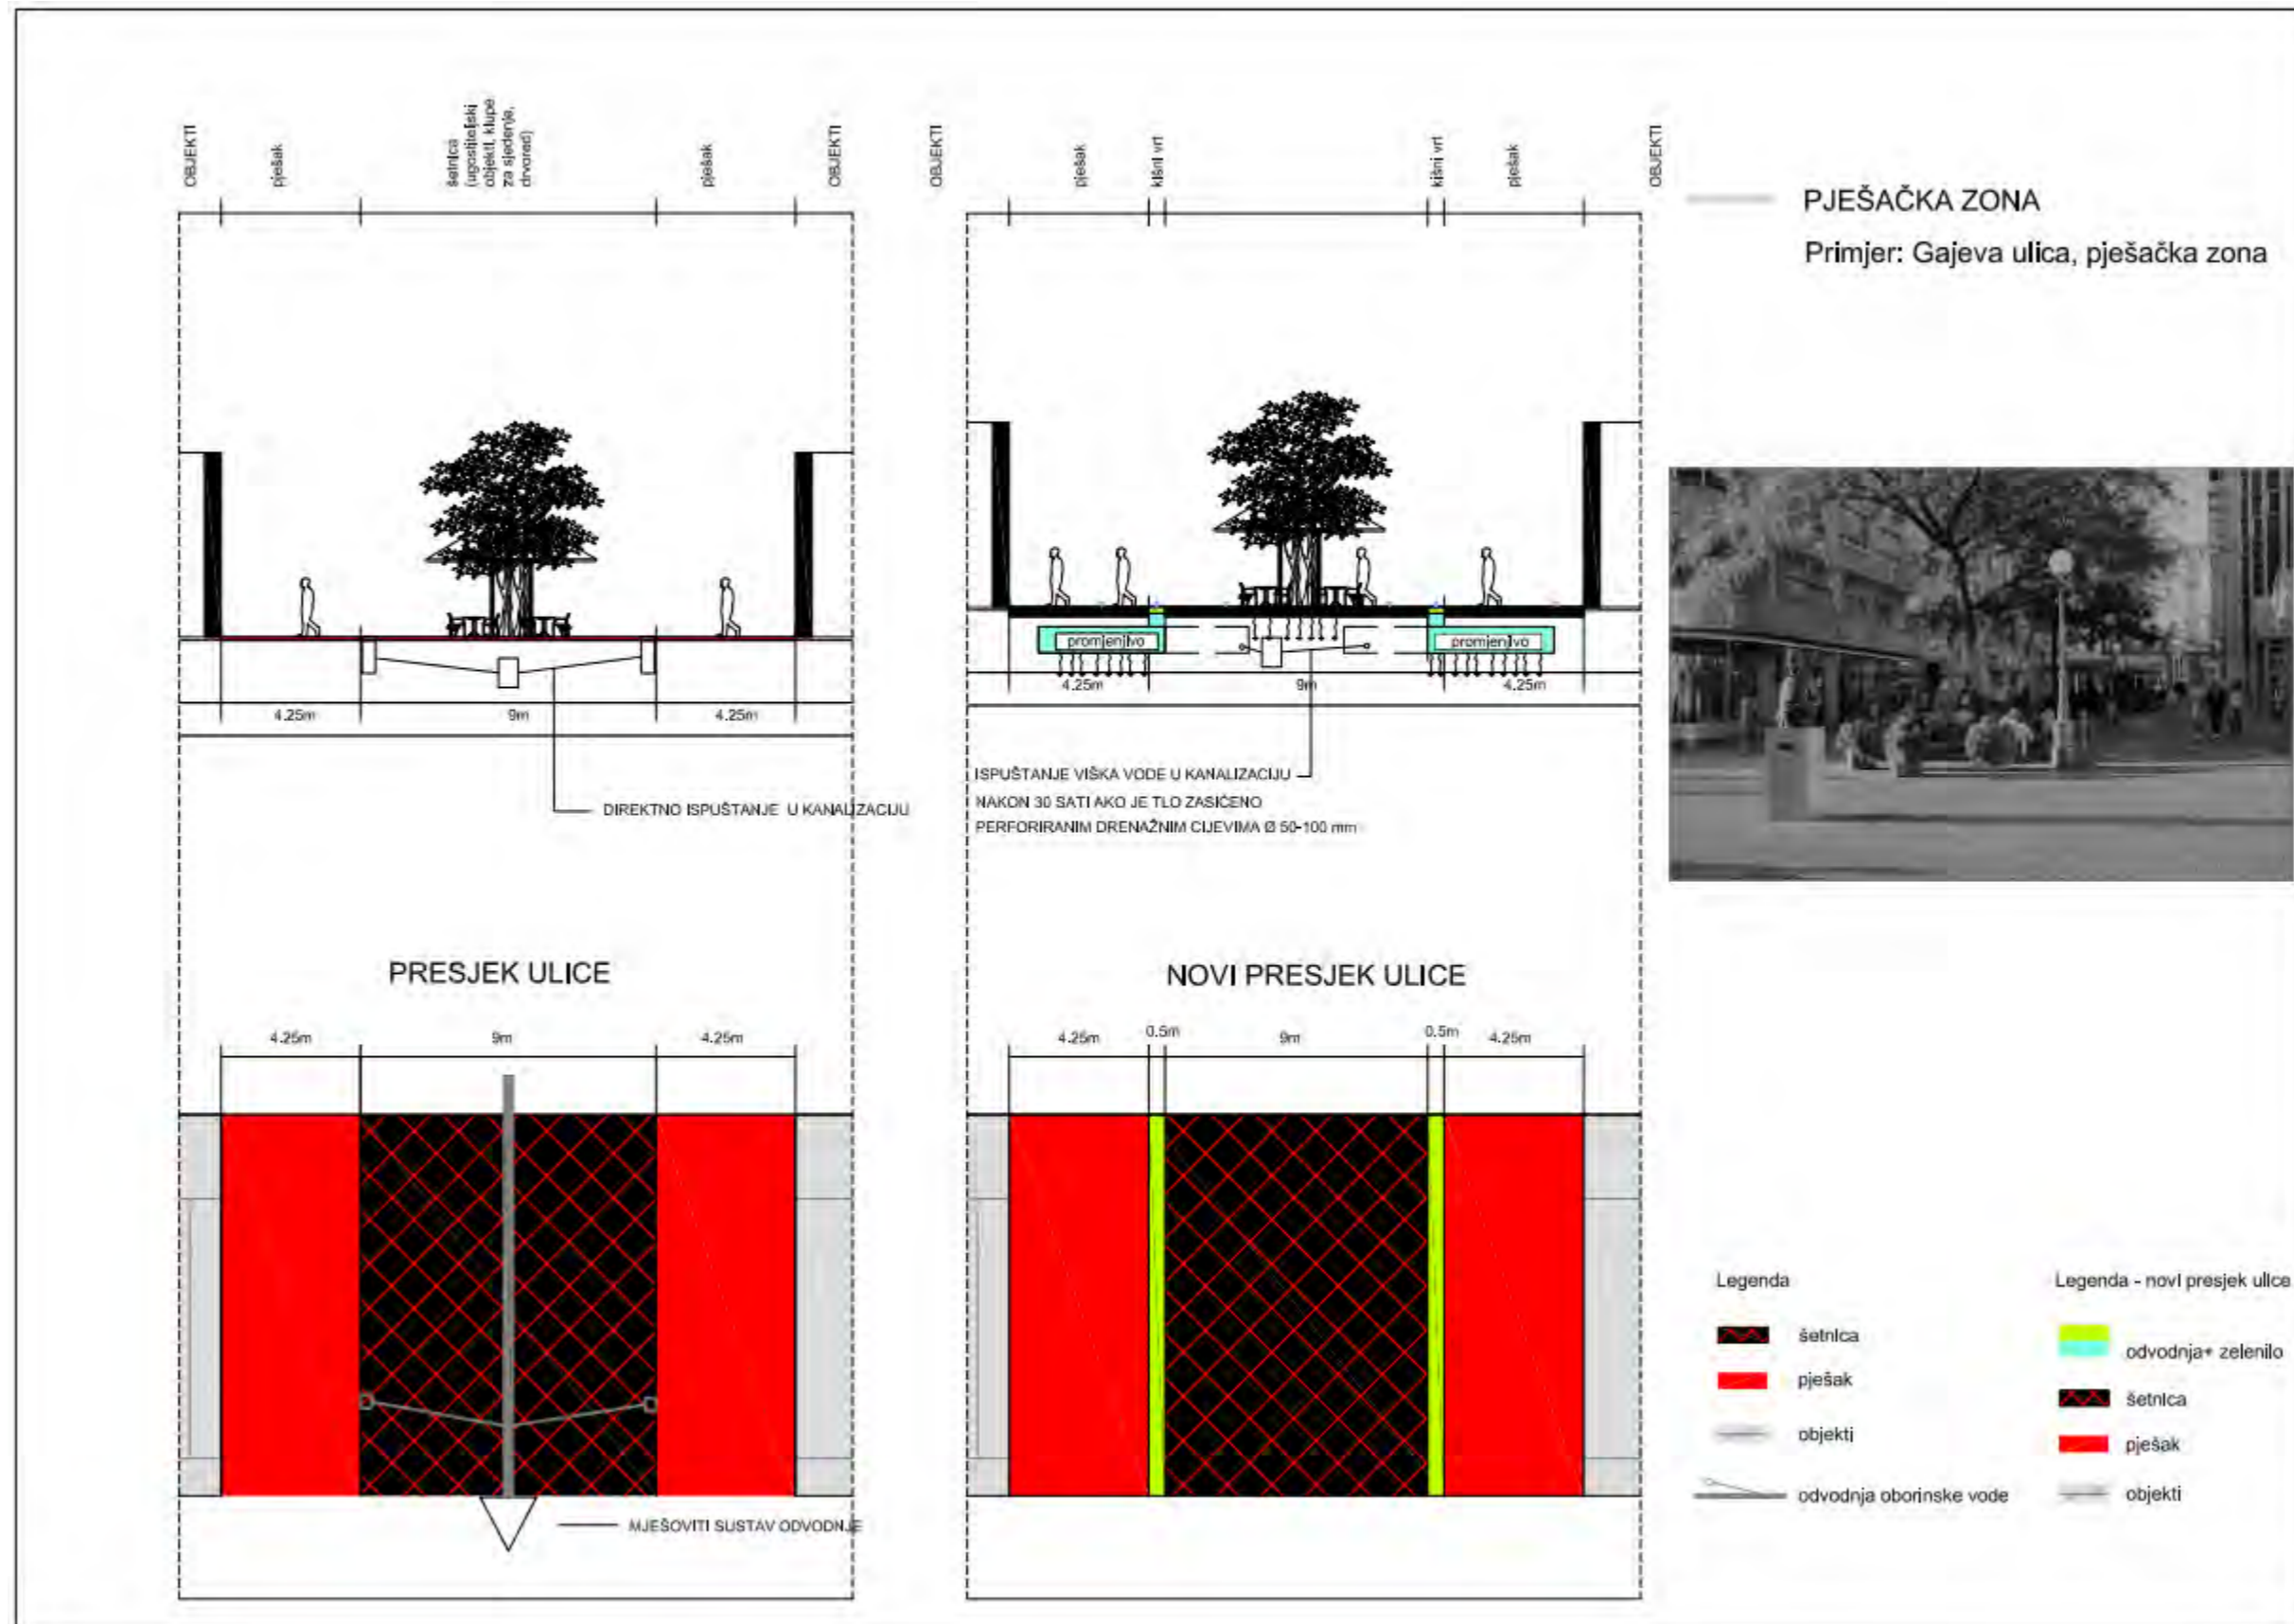 OBJEKTI
pješak
šetnica
(ugostiteljski
objekti, klupe
za sjedenje,
drvored)
pješak
OBJEKTI
OBJEKTI
pješak
kišni vrt
kišni vrt
pješak
OBJEKTI
PJEŠAČKA ZONA
Primjer: Gajeva ulica, pješačka zona
promjenjivo
promjenjivo
4.25m
9m
4.25m
4.25m
9m
4.25m
DIREKTNO ISPUŠTANJE U KANALIZACIJU
ISPUŠTANJE VIŠKA VODE U KANALIZACIJU
NAKON 30 SATI AKO JE TLO ZASIĆENO
PERFORIRANIM DRENAŽNIM CIJEVIMA Ø 50-100 mm
PRESJEK ULICE
NOVI PRESJEK ULICE
4.25m
9m
4.25m
4.25m
0.5m
9m
0.5m
4.25m
MJEŠOVITI SUSTAV ODVODNJE
Legenda
šetnica
pješak
objekti
odvodnja oborinske vode
Legenda - novi presjek ulice
odvodnja+ zelenilo
šetnica
pješak
objekti